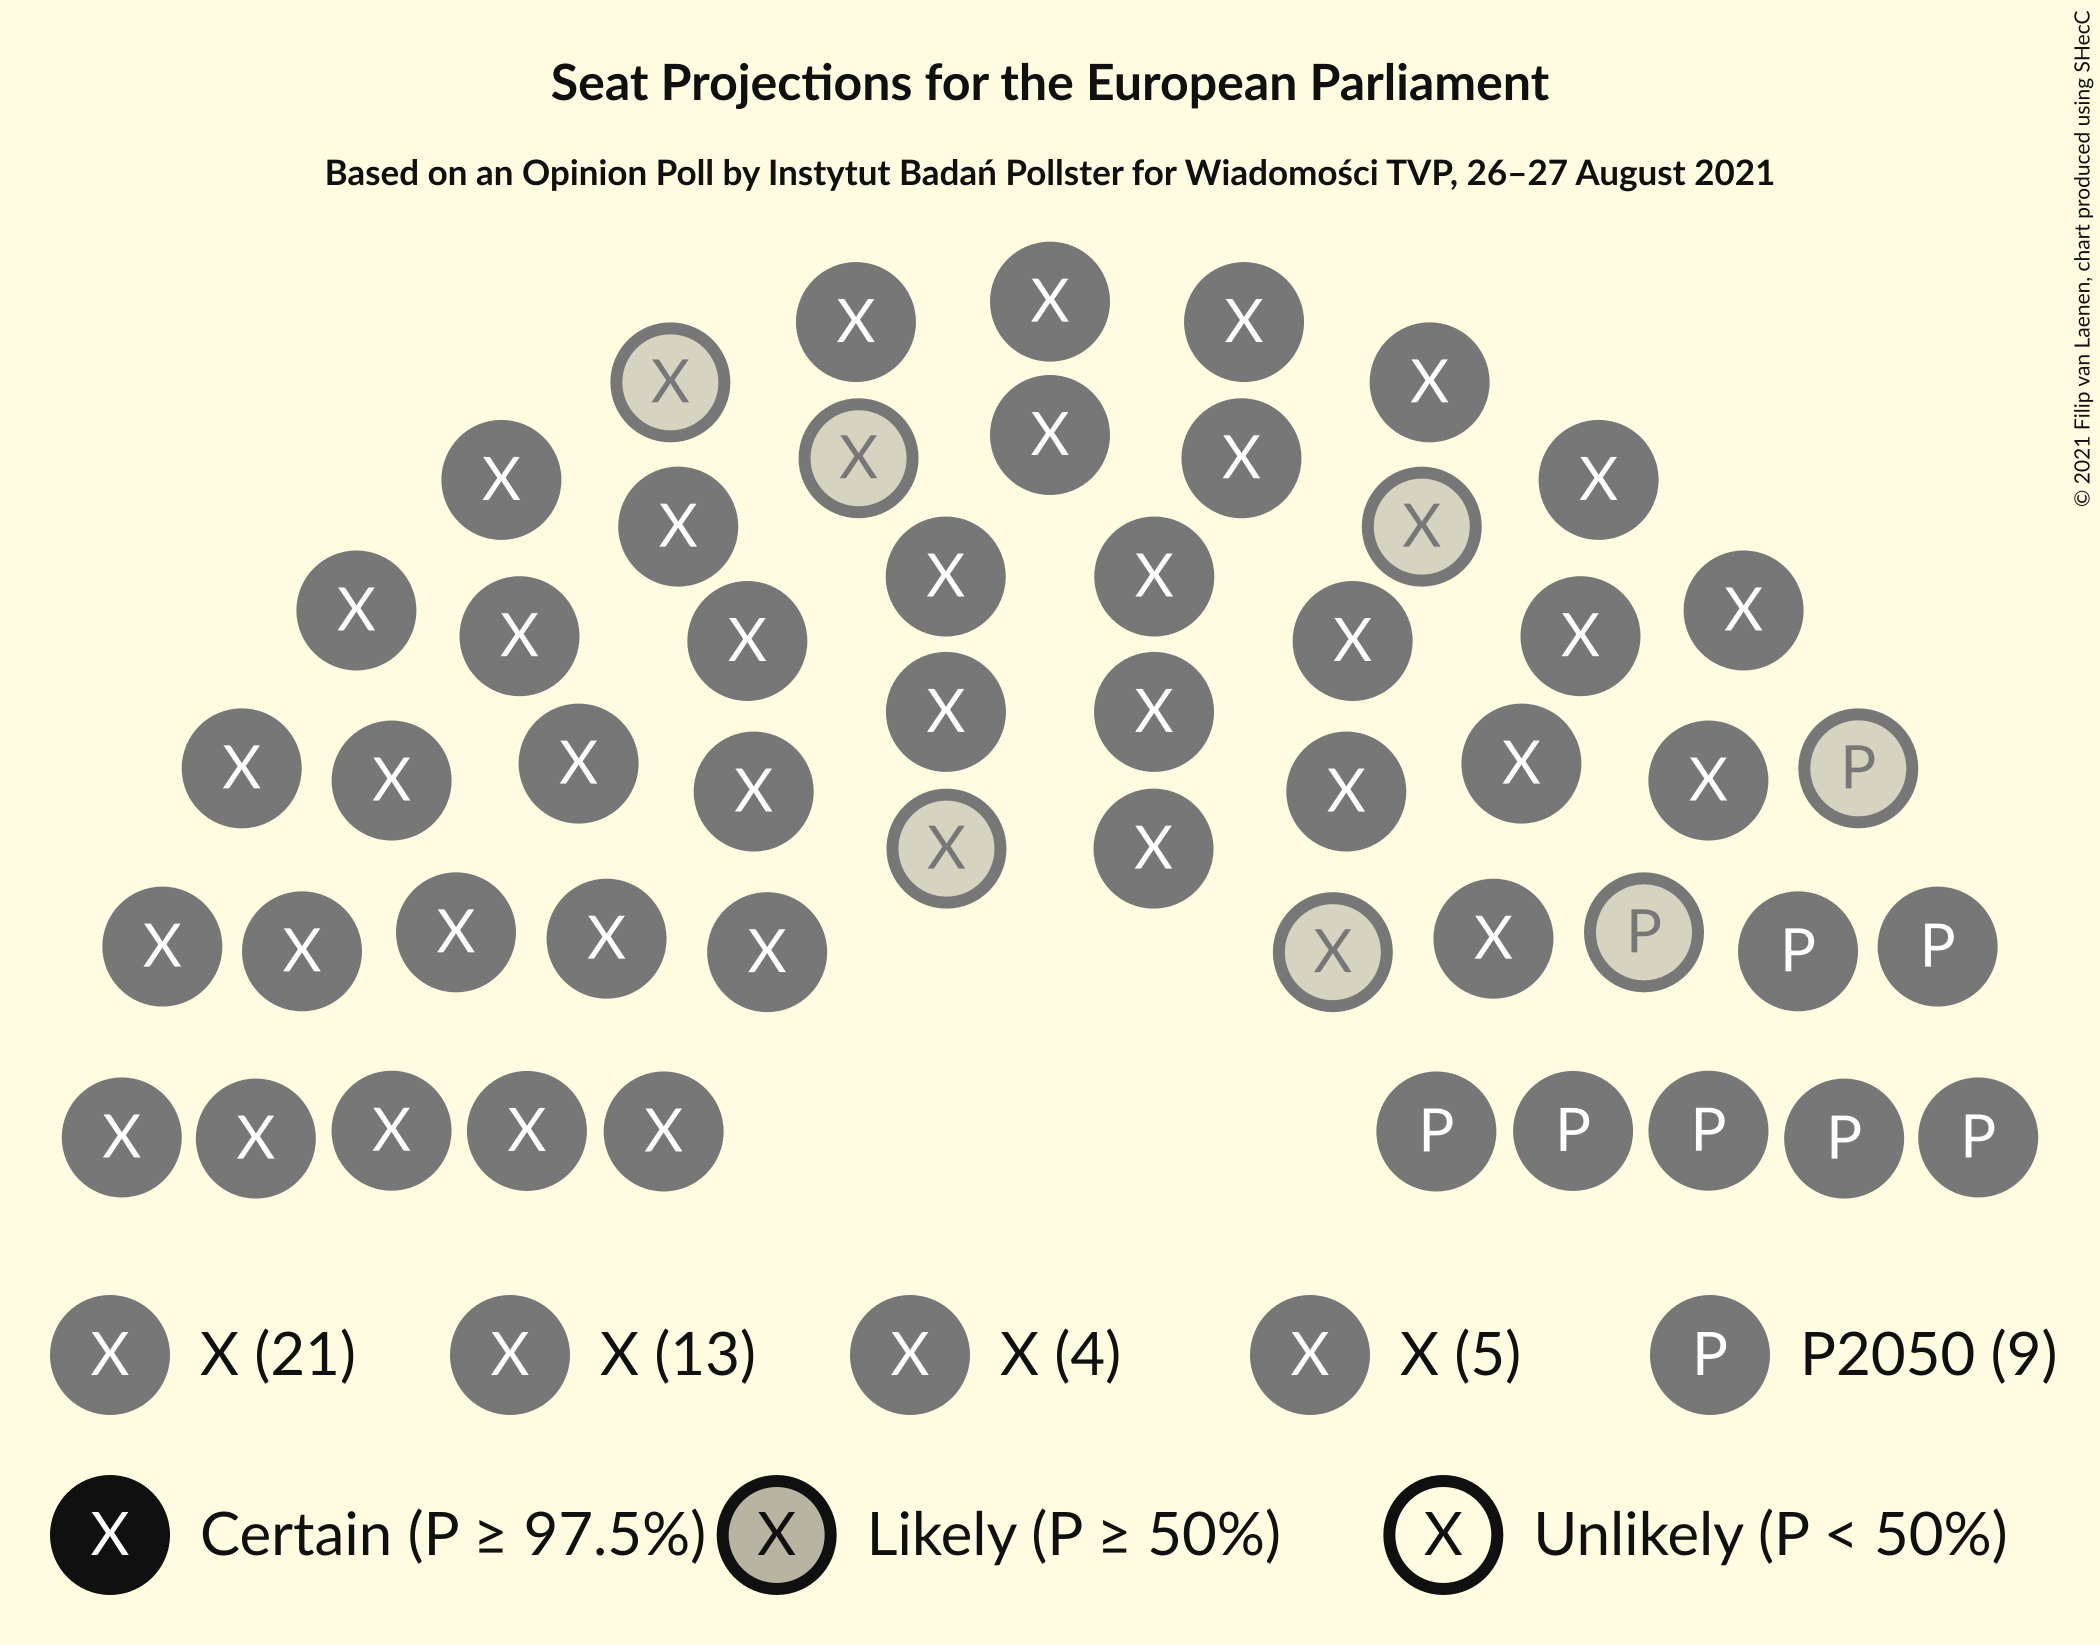 Seat Projections for the European Parliament
Based on an Opinion Poll by Instytut Badań Pollster for Wiadomości TVP, 26–27 August 2021
© 2021 Filip van Laenen, chart produced using SHecC
X
X X
X X
X
X X
X X
X X
X X
X X
X X
X X
X X
X X
X X
X X
X X
X X P
X X
X X
X P
X X
X X P P
X X
X X X P P P
X X P P
X X (21) X X (13) X X (4) X X (5) P P2050 (9)
X Certain (P ≥ 97.5%) X Likely (P ≥ 50%) X Unlikely (P < 50%)